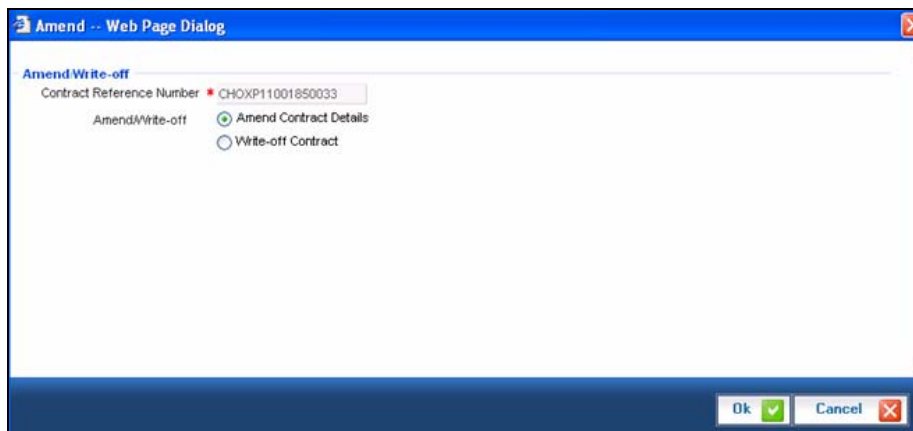 Amend -- Web Page Dialog
Amend/Write-off
Contract Reference Number * CHOXP11001850033
Amend/Write-off Amend Contract Details
Write-off Contract
Ok Cancel